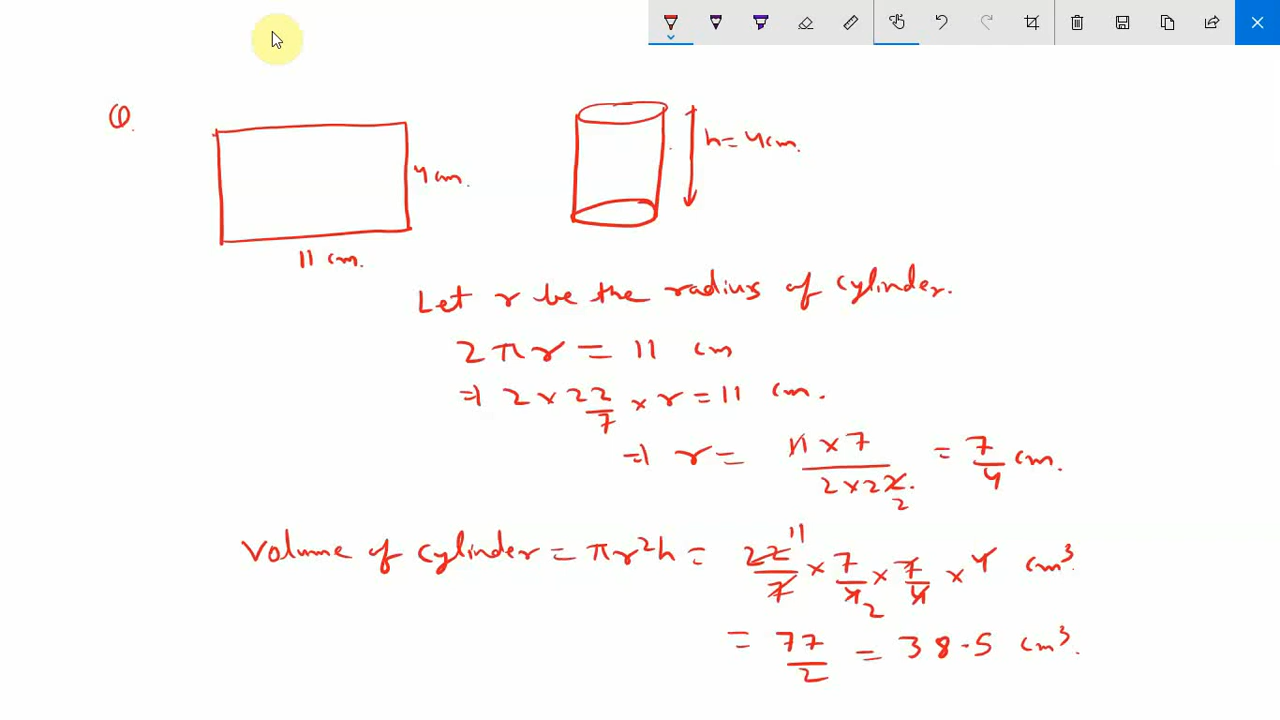 Q.
4 cm.
h = 4 cm.
11 cm.
Let r be the radius of cylinder.
2πr = 11 cm
⇒ 2 × 22/7 × r = 11 cm.
⇒ r = 11 × 7 / 2 × 22 2 = 7/4 cm.
Volume of cylinder = πr²h = 22 11/7 × 7/4 2 × 7/4 × 4 cm³
= 77/2 = 38.5 cm³.